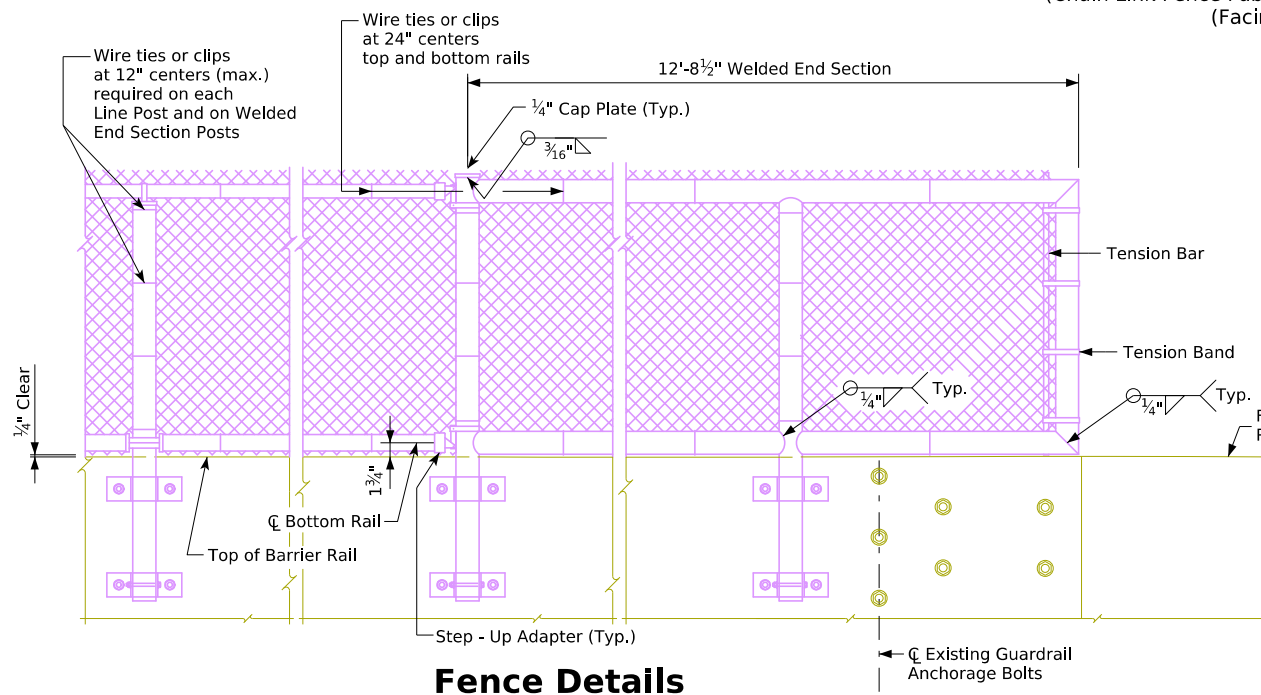 (Facin
Wire ties or clips
at 24" centers
top and bottom rails
Wire ties or clips
at 12" centers (max.)
required on each
Line Post and on Welded
End Section Posts
12'-8½" Welded End Section
¼" Cap Plate (Typ.)
3/16"
Tension Bar
Tension Band
¼" Clear
¼" Typ.
¼" Typ.
1¾"
℄ Bottom Rail
Top of Barrier Rail
Step - Up Adapter (Typ.)
℄ Existing Guardrail
Anchorage Bolts
Fence Details